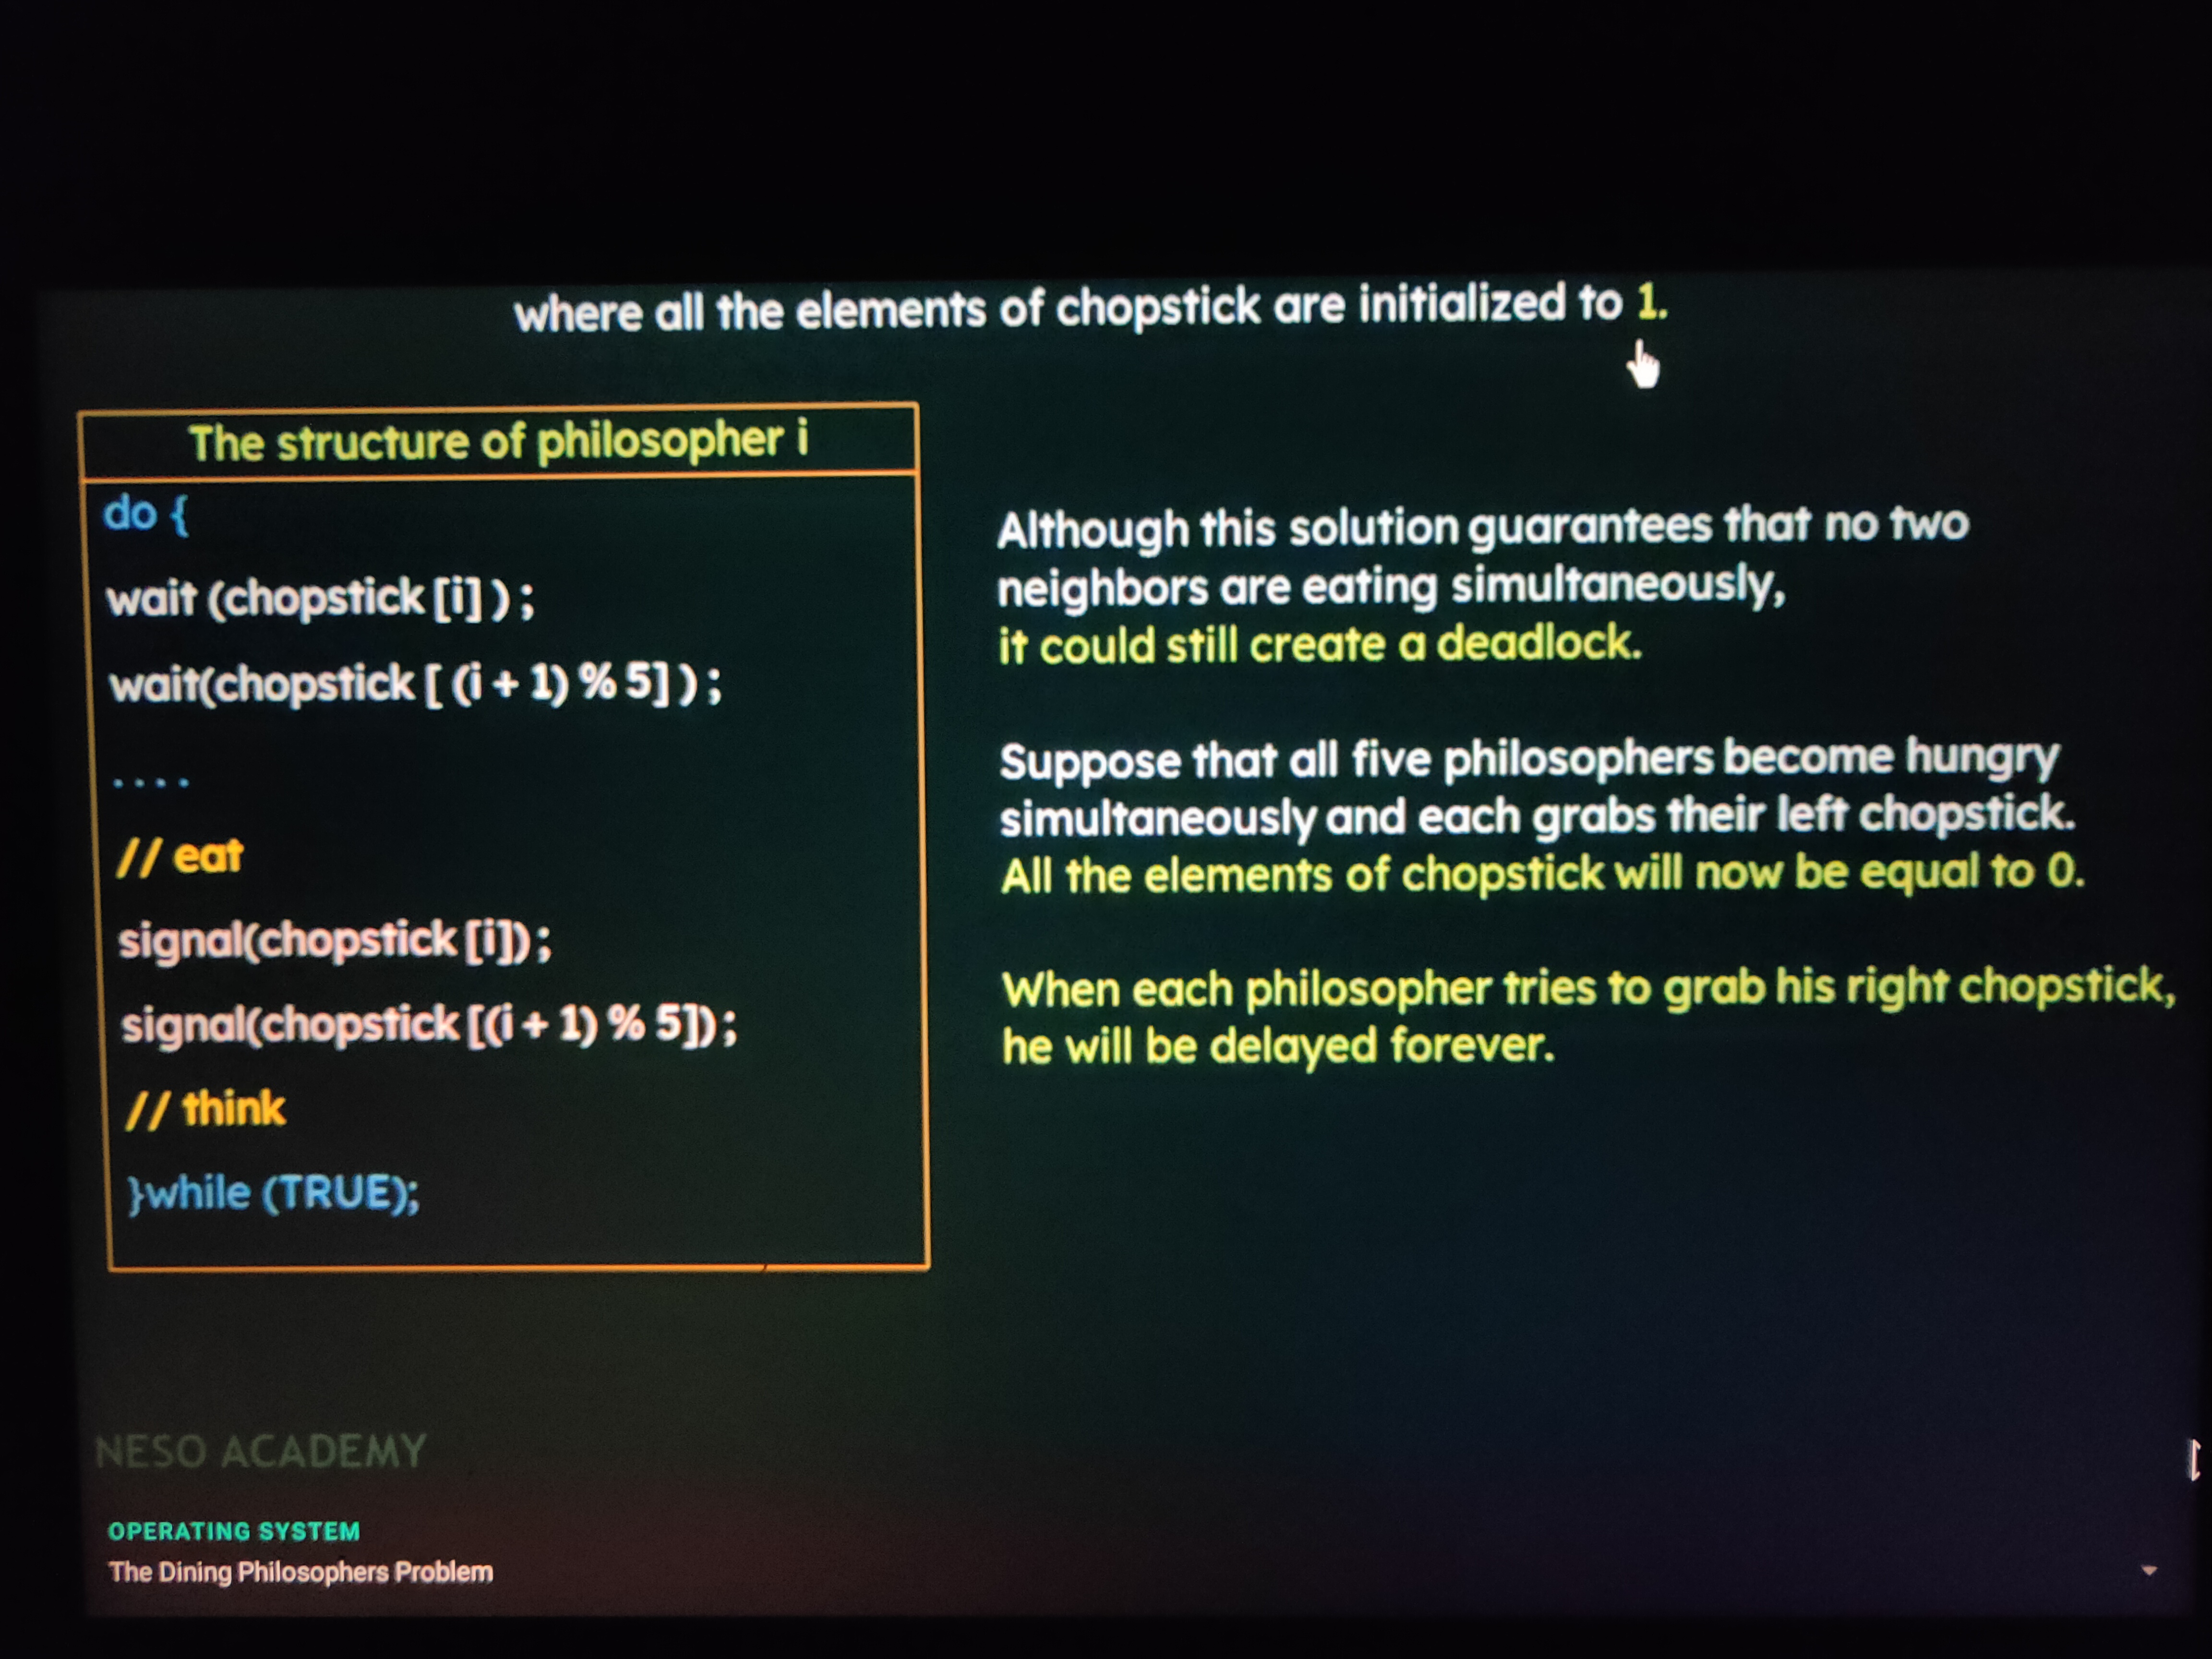 where all the elements of chopstick are initialized to 1.
The structure of philosopher i
do {
wait (chopstick [i] ) ;
wait(chopstick [ (i + 1) % 5] ) ;
....
// eat
signal(chopstick [i]);
signal(chopstick [(i + 1) % 5]);
// think
}while (TRUE);
Although this solution guarantees that no two
neighbors are eating simultaneously,
it could still create a deadlock.
Suppose that all five philosophers become hungry
simultaneously and each grabs their left chopstick.
All the elements of chopstick will now be equal to 0.
When each philosopher tries to grab his right chopstick,
he will be delayed forever.
NESO ACADEMY
OPERATING SYSTEM
The Dining Philosophers Problem